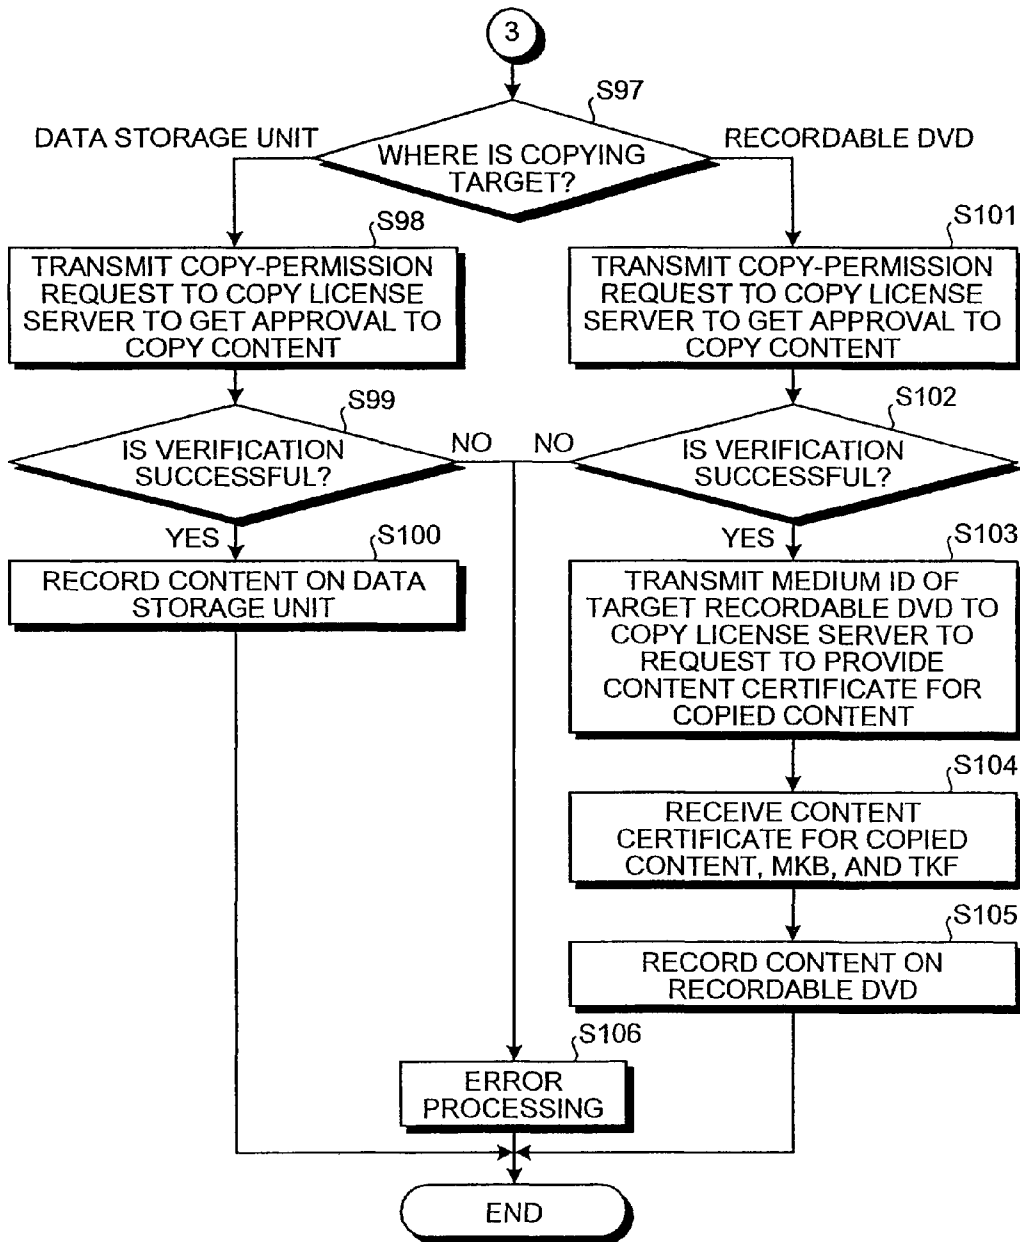 3
S97
DATA STORAGE UNIT
RECORDABLE DVD
WHERE IS COPYING
TARGET?
S98
TRANSMIT COPY-PERMISSION
REQUEST TO COPY LICENSE
SERVER TO GET APPROVAL TO
COPY CONTENT
S101
TRANSMIT COPY-PERMISSION
REQUEST TO COPY LICENSE
SERVER TO GET APPROVAL TO
COPY CONTENT
S99
IS VERIFICATION
SUCCESSFUL?
NO
NO
S102
IS VERIFICATION
SUCCESSFUL?
YES
S100
RECORD CONTENT ON DATA
STORAGE UNIT
YES
S103
TRANSMIT MEDIUM ID OF
TARGET RECORDABLE DVD TO
COPY LICENSE SERVER TO
REQUEST TO PROVIDE
CONTENT CERTIFICATE FOR
COPIED CONTENT
S104
RECEIVE CONTENT
CERTIFICATE FOR COPIED
CONTENT, MKB, AND TKF
S105
RECORD CONTENT ON
RECORDABLE DVD
S106
ERROR
PROCESSING
END